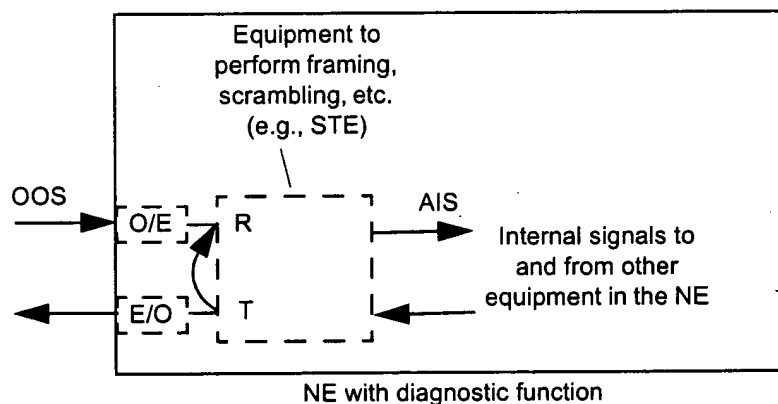 Equipment to
perform framing,
scrambling, etc.
(e.g., STE)
OOS
O/E
R
AIS
Internal signals to
and from other
equipment in the NE
E/O
T
NE with diagnostic function